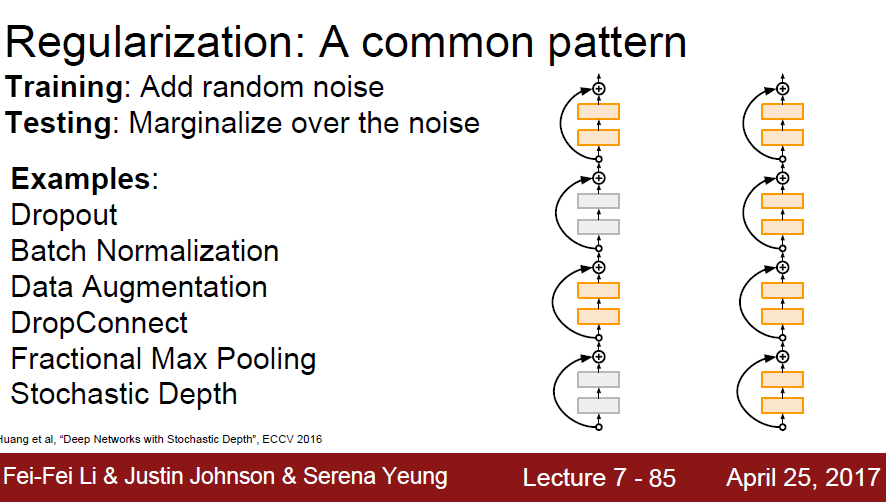 Regularization: A common pattern
Training: Add random noise
Testing: Marginalize over the noise
Examples:
Dropout
Batch Normalization
Data Augmentation
DropConnect
Fractional Max Pooling
Stochastic Depth
Huang et al, “Deep Networks with Stochastic Depth”, ECCV 2016
Fei-Fei Li & Justin Johnson & Serena Yeung
Lecture 7 - 85
April 25, 2017